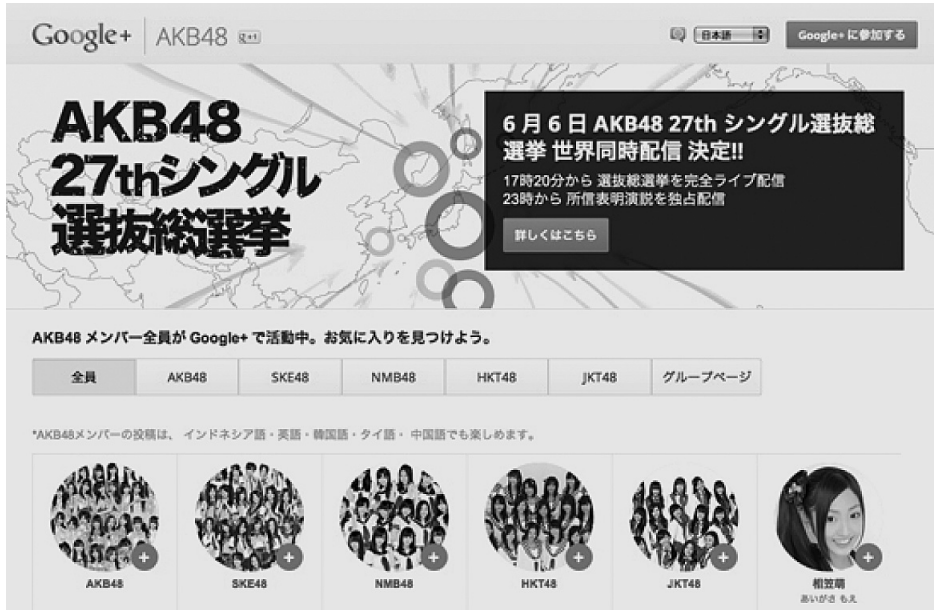 Google+ AKB48 g+1
日本語
Google+ に参加する
AKB48
27thシングル
選抜総選挙
6 月 6 日 AKB48 27th シングル選抜総
選挙 世界同時配信 決定!!
17時20分から 選抜総選挙を完全ライブ配信
23時から 所信表明演説を独占配信
詳しくはこちら
AKB48 メンバー全員が Google+ で活動中。お気に入りを見つけよう。
全員 AKB48 SKE48 NMB48 HKT48 JKT48 グループページ
*AKB48メンバーの投稿は、 インドネシア語・英語・韓国語・タイ語・ 中国語でも楽しめます。
AKB48 SKE48 NMB48 HKT48 JKT48 相笠萌
あいがさ もえ